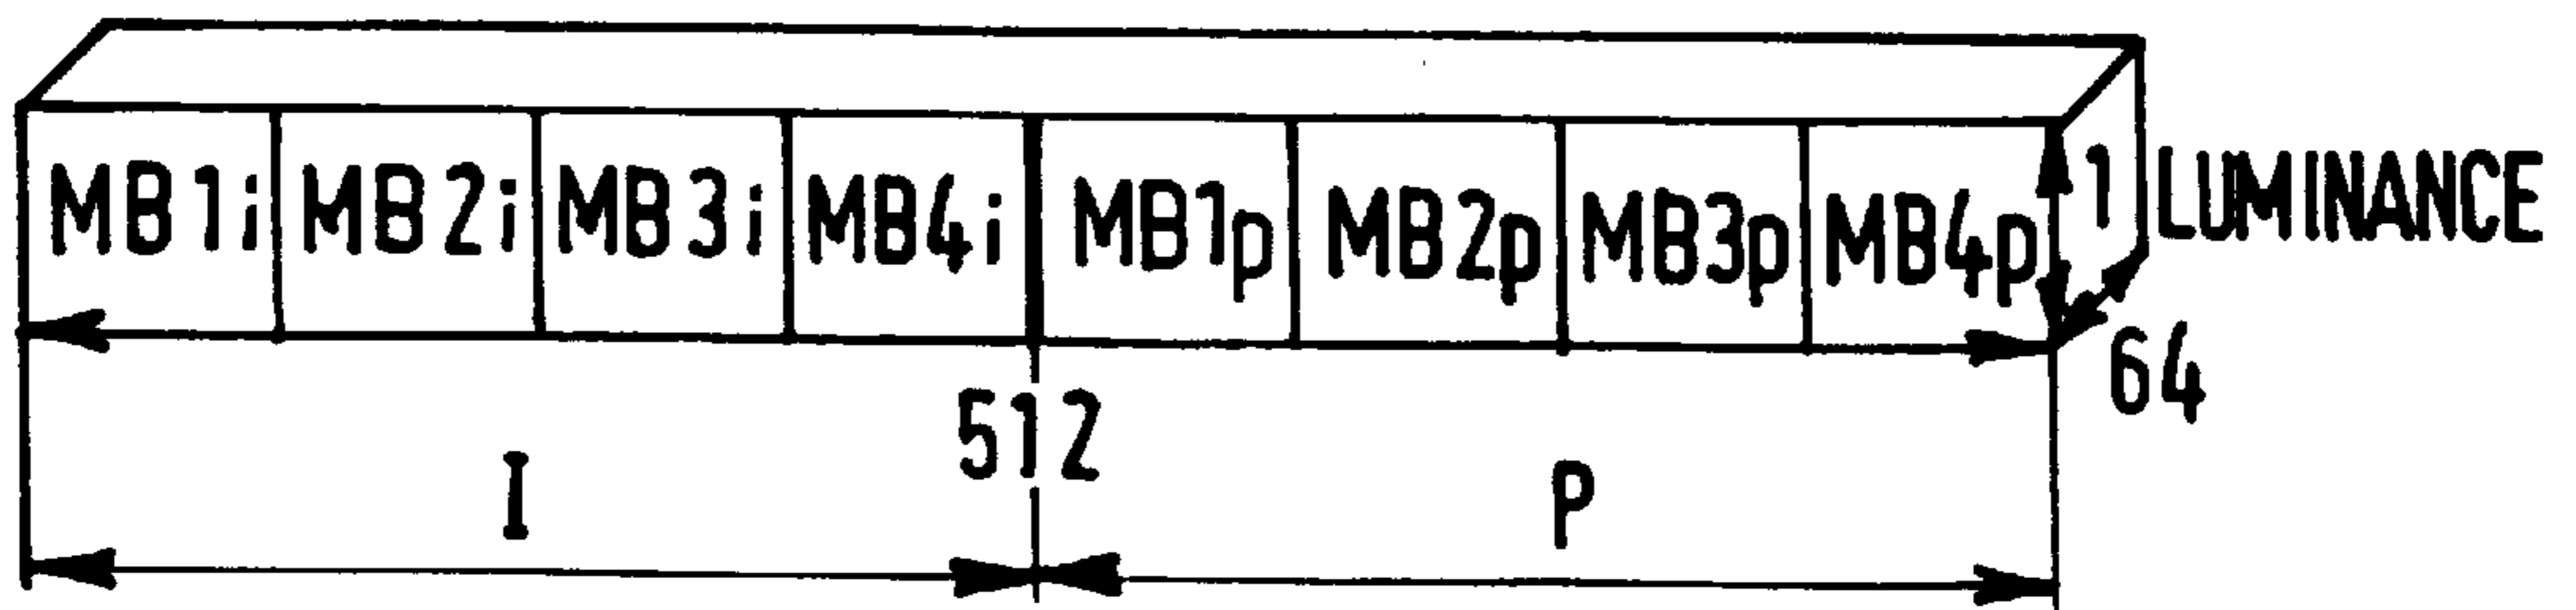 MB1i MB2i MB3i MB4i MB1p MB2p MB3p MB4p 1 LUMINANCE
64
512
I P